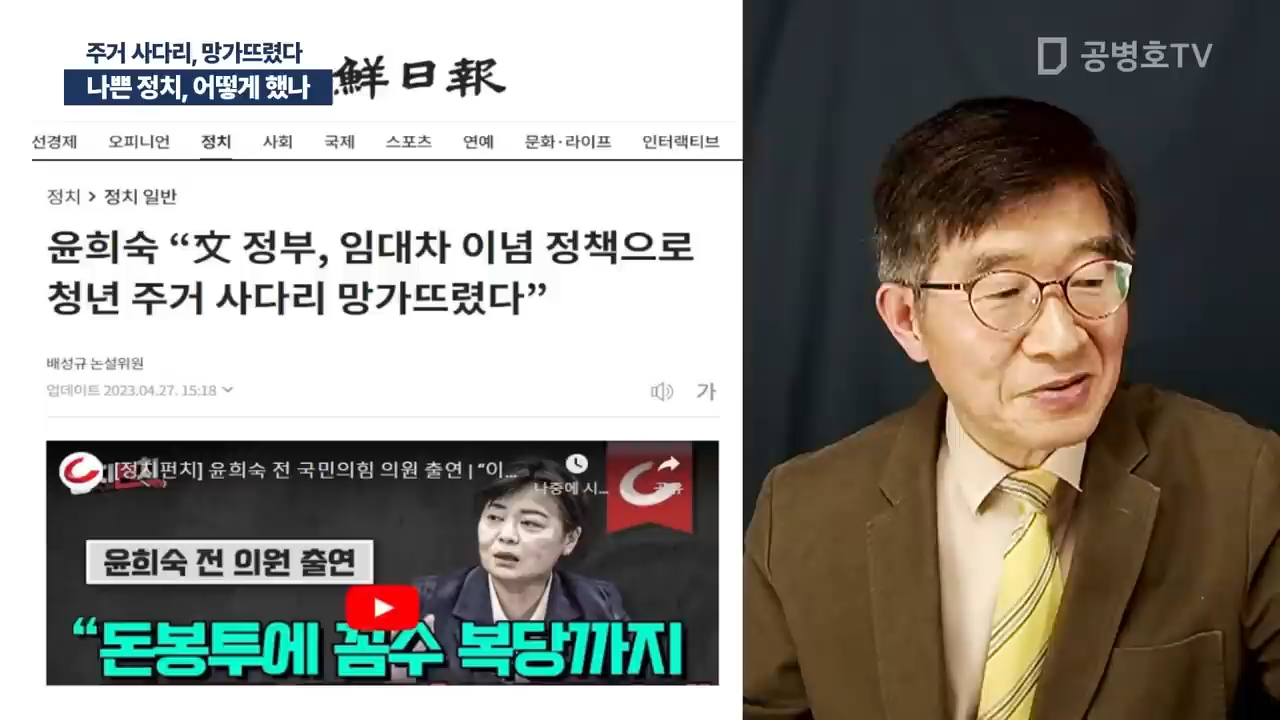 주거 사다리, 망가뜨렸다
나쁜 정치, 어떻게 했나
鮮日報
공병호TV
선경제 오피니언 정치 사회 국제 스포츠 연예 문화·라이프 인터랙티브
정치 > 정치 일반
윤희숙 “文 정부, 임대차 이념 정책으로
청년 주거 사다리 망가뜨렸다”
배성규 논설위원
업데이트 2023.04.27. 15:18
가
[정치펀치] 윤희숙 전 국민의힘 의원 출연 | “이...
나중에 시...
공유
윤희숙 전 의원 출연
“돈봉투에 꼼수 복당까지